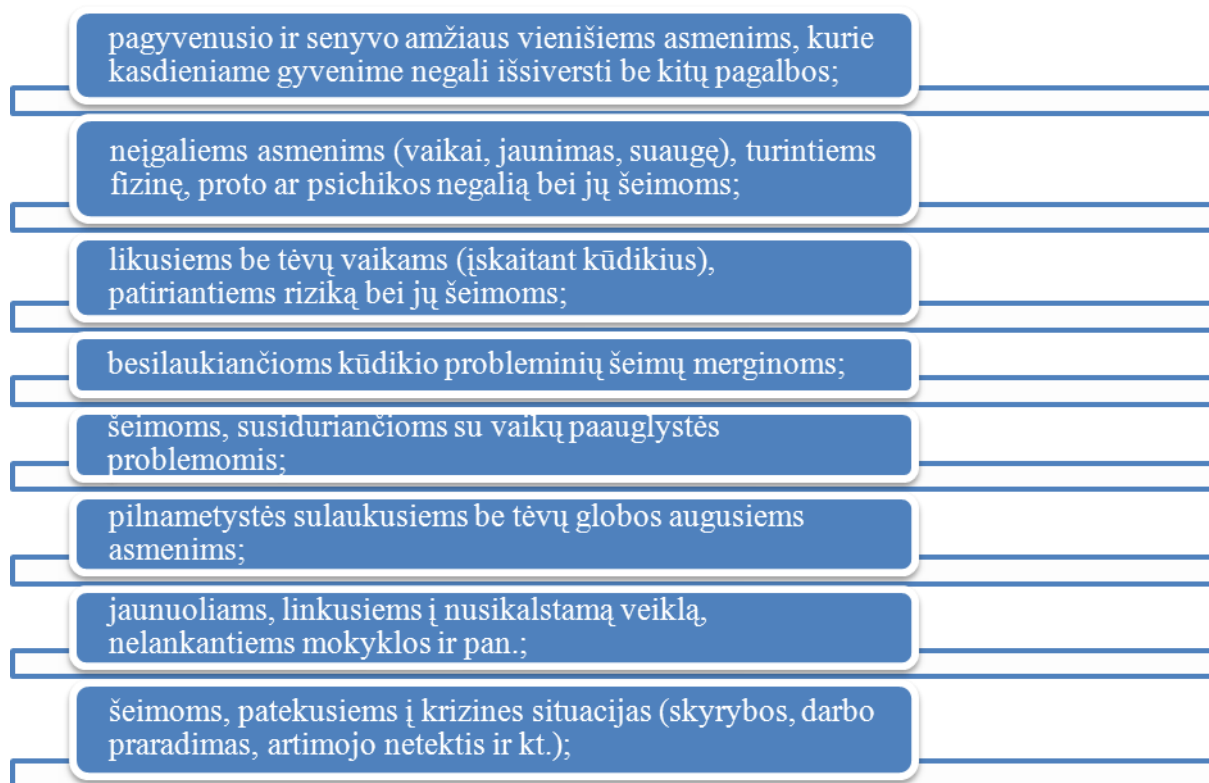 pagyvenusio ir senyvo amžiaus vienišiems asmenims, kurie
kasdieniame gyvenime negali išsiversti be kitų pagalbos;
neįgaliems asmenims (vaikai, jaunimas, suaugę), turintiems
fizinę, proto ar psichikos negalią bei jų šeimoms;
likusiems be tėvų vaikams (įskaitant kūdikius),
patiriantiems riziką bei jų šeimoms;
besilaukiančioms kūdikio probleminių šeimų merginoms;
šeimoms, susiduriančioms su vaikų paauglystės
problemomis;
pilnametystės sulaukusiems be tėvų globos augusiems
asmenims;
jaunuoliams, linkusiems į nusikalstamą veiklą,
nelankantiems mokyklos ir pan.;
šeimoms, patekusiems į krizines situacijas (skyrybos, darbo
praradimas, artimojo netektis ir kt.);